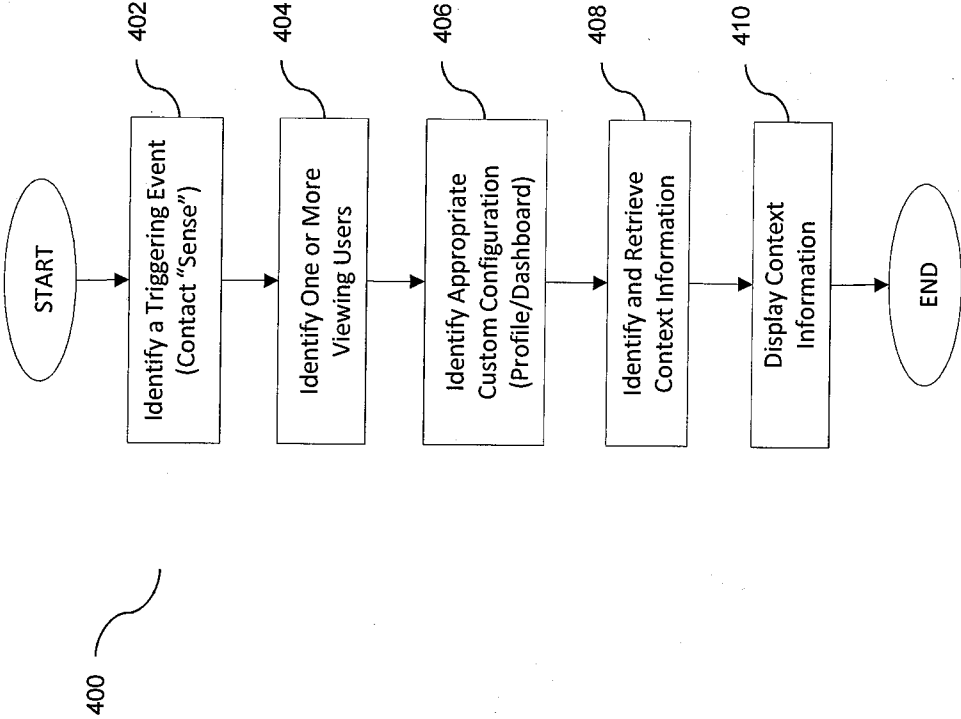 400
START
Identify a Triggering Event
(Contact “Sense”)
402
Identify One or More
Viewing Users
404
Identify Appropriate
Custom Configuration
(Profile/Dashboard)
406
Identify and Retrieve
Context Information
408
Display Context
Information
410
END